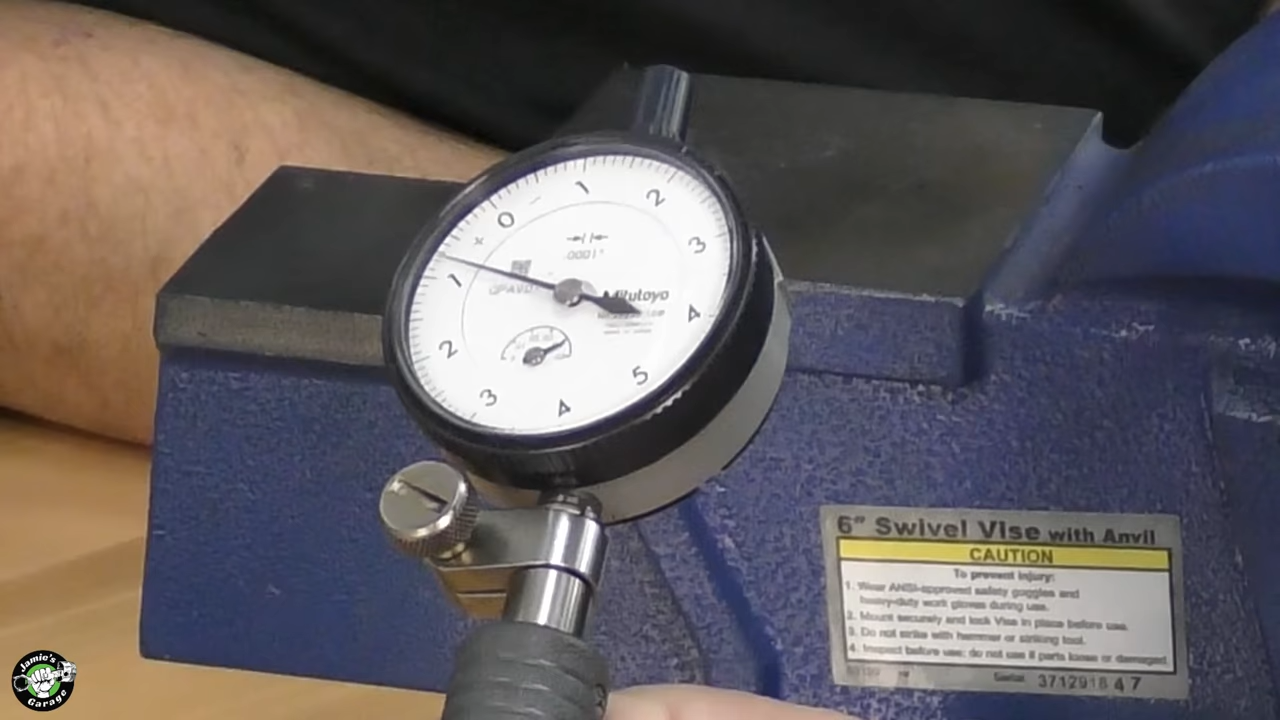 0
1
2
3
4
5
4
3
2
1
+
-
.0001"
Mitutoyo
6" Swivel Vise with Anvil
CAUTION
To prevent injury:
1. Wear ANSI-approved safety goggles and
heavy-duty work gloves during use.
2. Mount securely and lock Vise in place before use.
3. Do not strike with hammer or striking tool.
4. Inspect before use; do not use if parts loose or damaged.
Jamie's
Garage